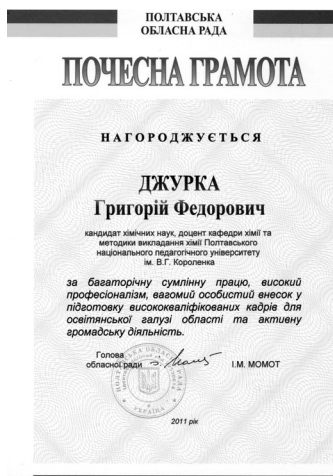 ПОЛТАВСЬКА
ОБЛАСНА РАДА
ПОЧЕСНА ГРАМОТА
НАГОРОДЖУЄТЬСЯ
ДЖУРКА
Григорій Федорович
кандидат хімічних наук, доцент кафедри хімії та
методики викладання хімії Полтавського
національного педагогічного університету
ім. В.Г. Короленка
за багаторічну сумлінну працю, високий
професіоналізм, вагомий особистий внесок у
підготовку висококваліфікованих кадрів для
освітянської галузі області та активну
громадську діяльність.
Голова
обласної ради І.М. МОМОТ
УКРАЇНА
2011 рік